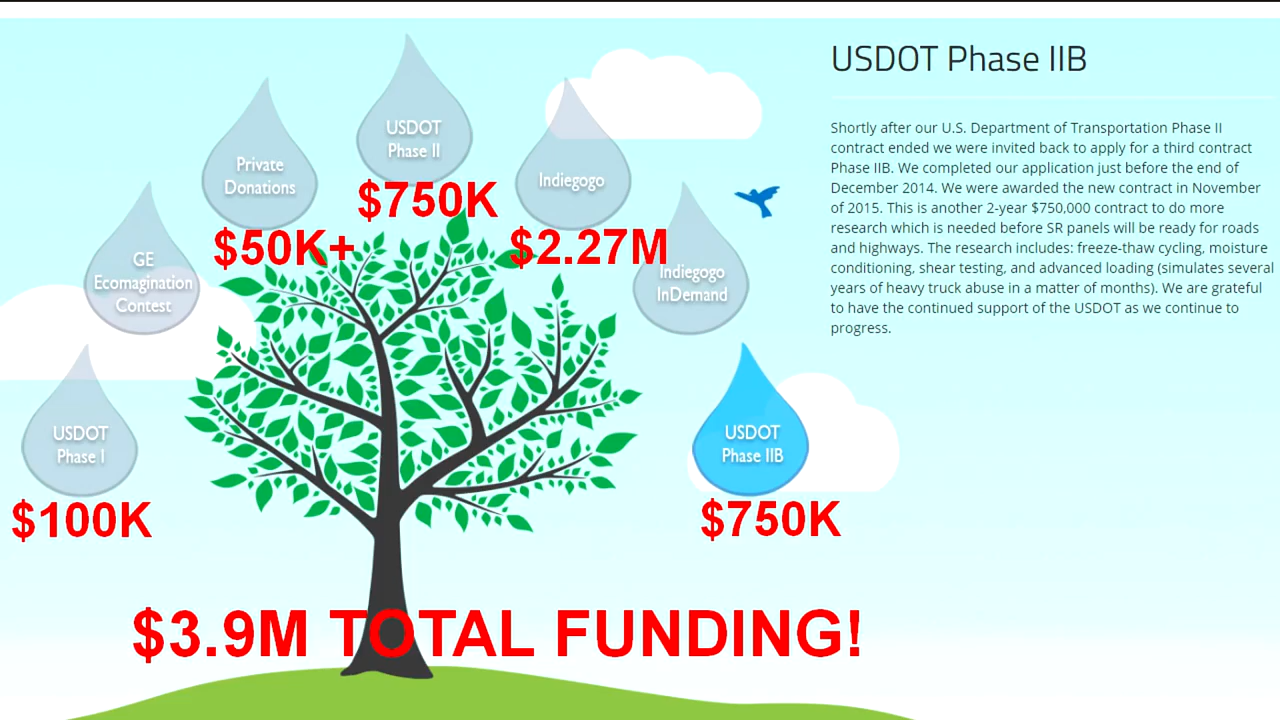 USDOT Phase IIB
Shortly after our U.S. Department of Transportation Phase II
contract ended we were invited back to apply for a third contract
Phase IIB. We completed our application just before the end of
December 2014. We were awarded the new contract in November
of 2015. This is another 2-year $750,000 contract to do more
research which is needed before SR panels will be ready for roads
and highways. The research includes: freeze-thaw cycling, moisture
conditioning, shear testing, and advanced loading (simulates several
years of heavy truck abuse in a matter of months). We are grateful
to have the continued support of the USDOT as we continue to
progress.
USDOT
Phase I
$100K
GE
Ecomagination
Contest
Private
Donations
$50K+
USDOT
Phase II
$750K
Indiegogo
$2.27M
Indiegogo
InDemand
USDOT
Phase IIB
$750K
$3.9M TOTAL FUNDING!